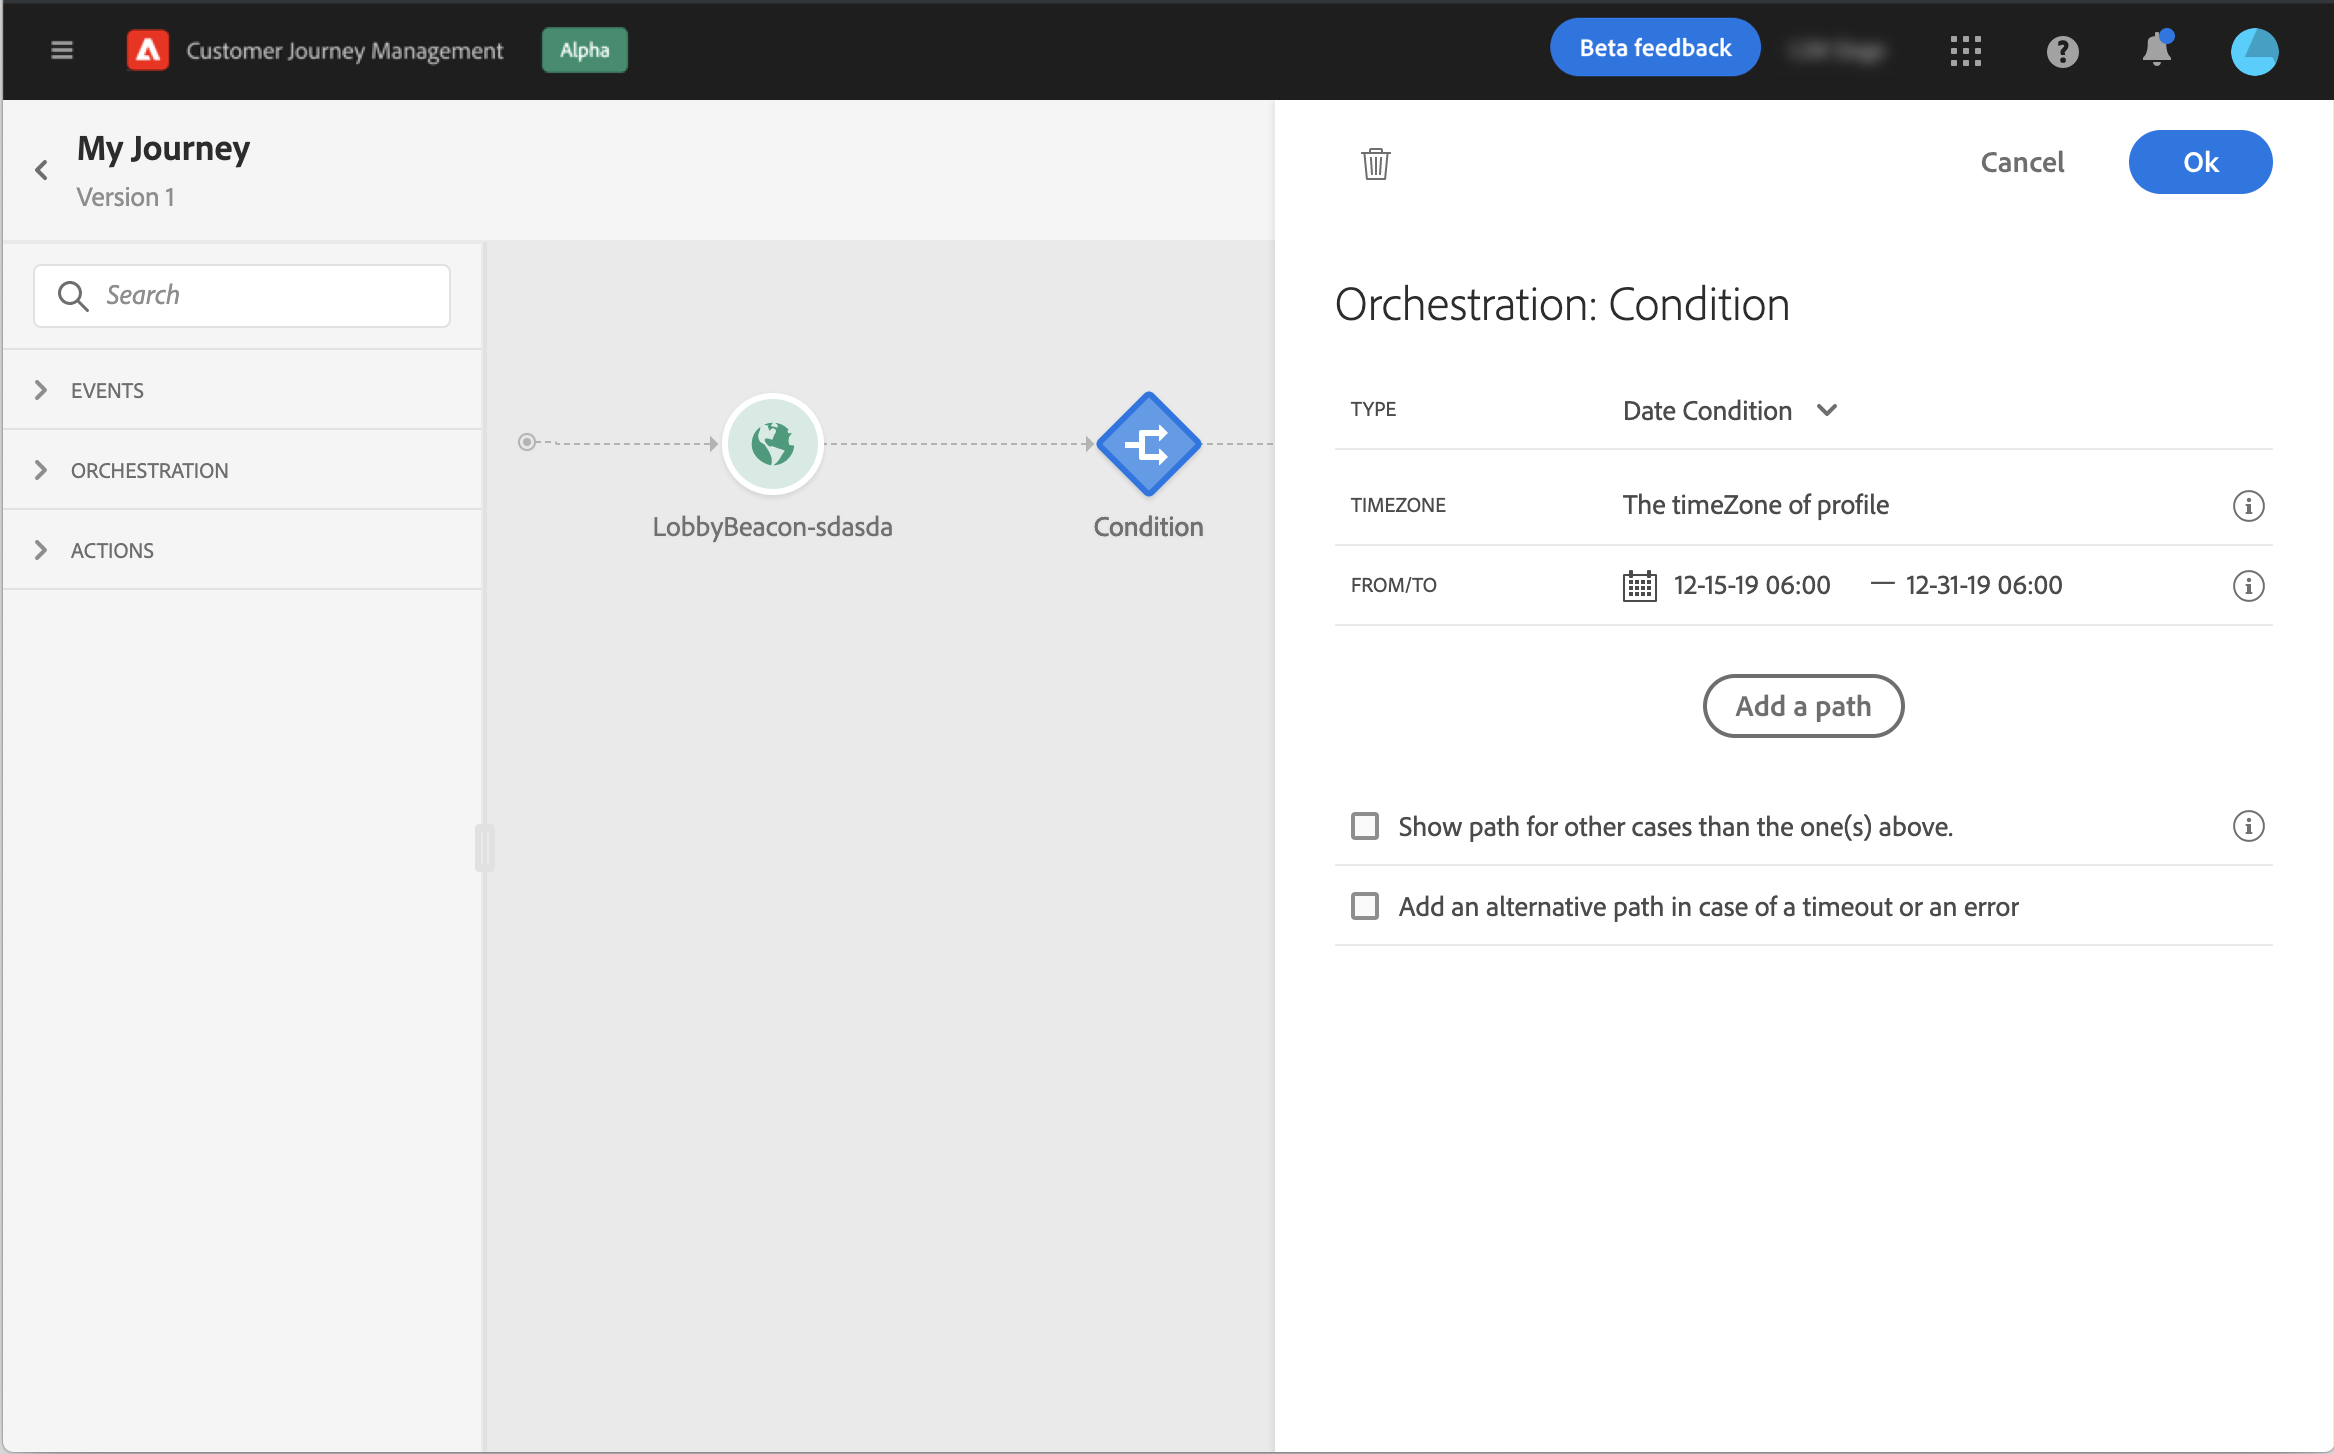 Customer Journey Management
Alpha
Beta feedback
My Journey
Version 1
Cancel
Ok
Search
EVENTS
ORCHESTRATION
ACTIONS
LobbyBeacon-sdasda
Condition
Orchestration: Condition
TYPE Date Condition
TIMEZONE The timeZone of profile
FROM/TO 12-15-19 06:00 — 12-31-19 06:00
Add a path
Show path for other cases than the one(s) above.
Add an alternative path in case of a timeout or an error